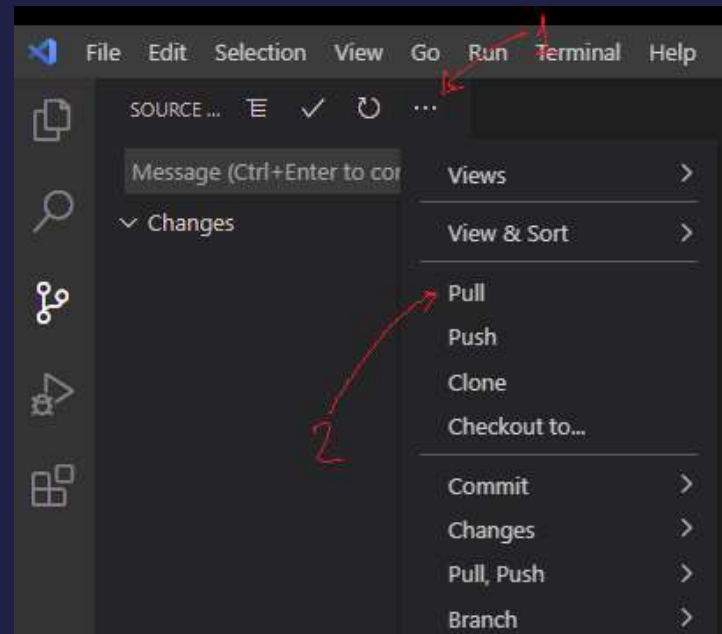 1
File Edit Selection View Go Run Terminal Help
SOURCE ... ...
Message (Ctrl+Enter to cor
Changes
Views
View & Sort
Pull
Push
Clone
Checkout to...
2
Commit
Changes
Pull, Push
Branch